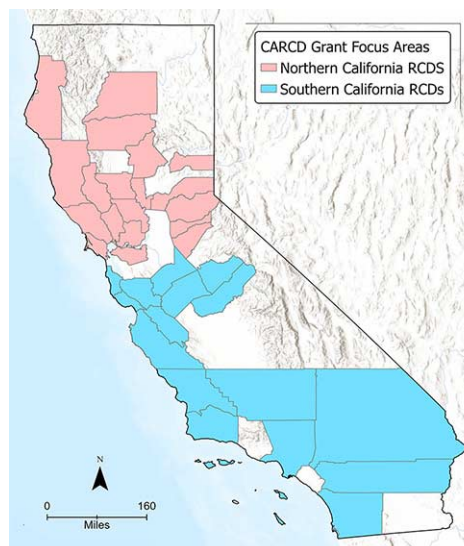 CARCD Grant Focus Areas
Northern California RCDS
Southern California RCDs
N
0 160
Miles